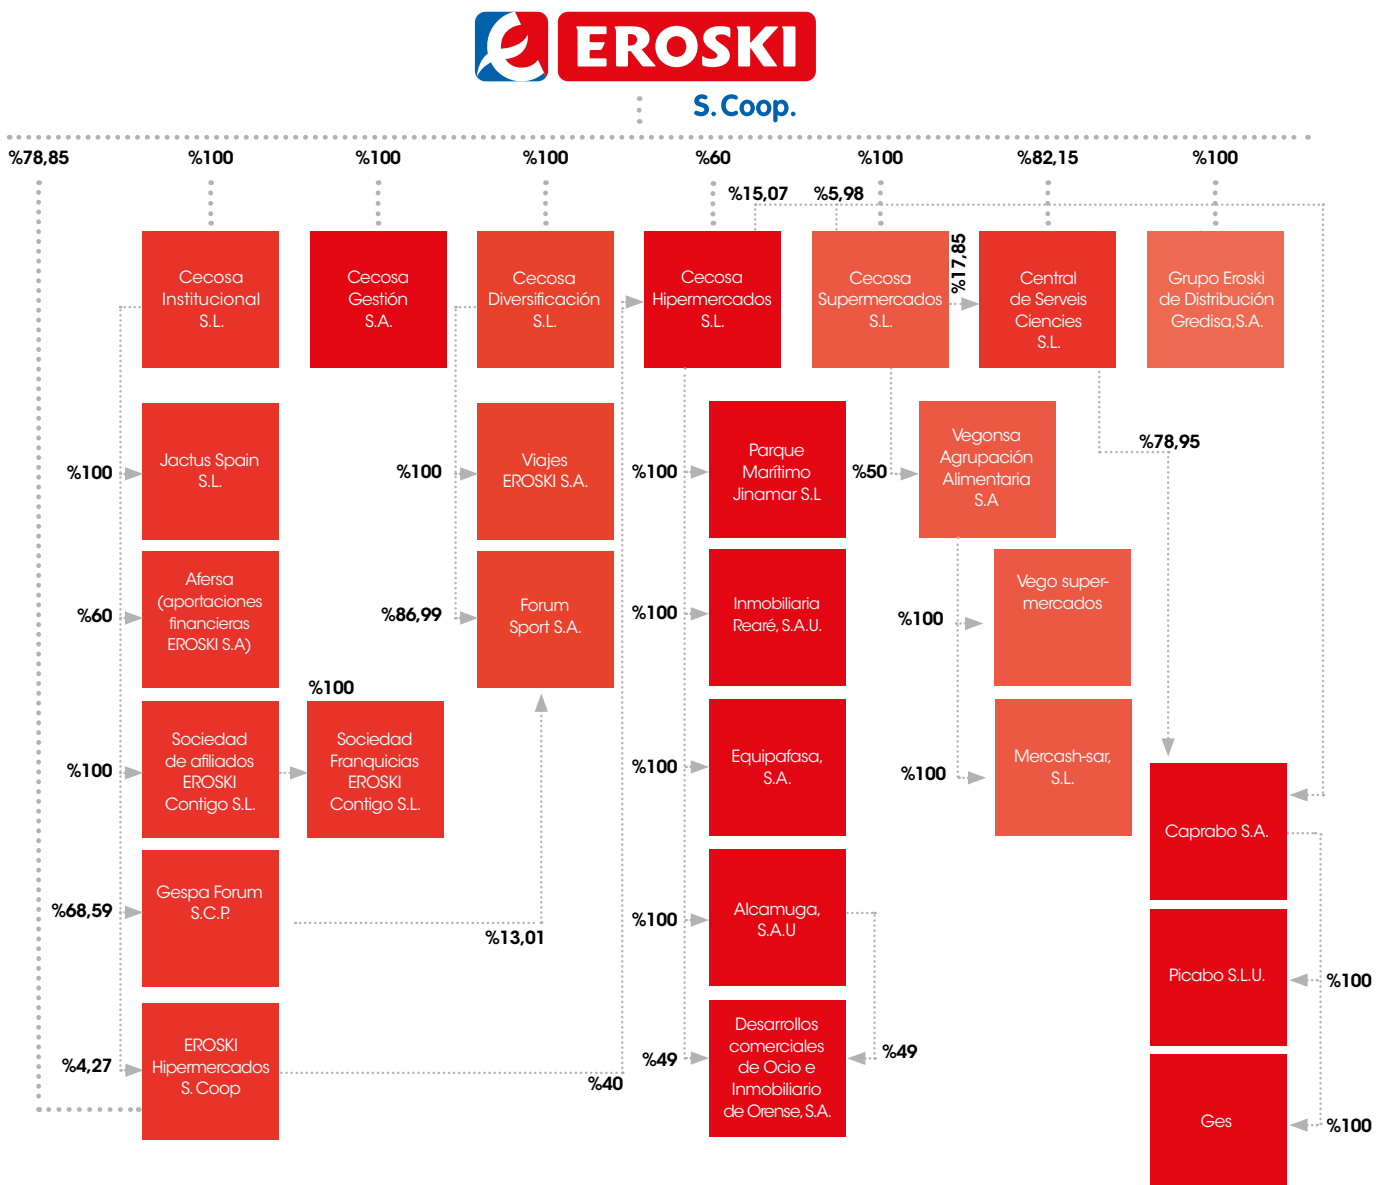 EROSKI
S. Coop.
%78,85
%100
%100
%100
%60
%100
%82,15
%100
%15,07
%5,98
Cecosa
Institucional
S.L.
Cecosa
Gestión
S.A.
Cecosa
Diversificación
S.L.
Cecosa
Hipermercados
S.L.
Cecosa
Supermercados
S.L.
%17,85
Central
de Serveis
Ciencies
S.L.
Grupo Eroski
de Distribución
Gredisa, S.A.
%100
Jactus Spain
S.L.
%100
Viajes
EROSKI S.A.
%100
Parque
Marítimo
Jinamar S.L
%50
Vegonsa
Agrupación
Alimentaria
S.A
%78,95
%60
Afersa
(aportaciones
financieras
EROSKI S.A)
%86,99
Forum
Sport S.A.
%100
Inmobiliaria
Rearé, S.A.U.
%100
Vego super-
mercados
%100
Sociedad
de afiliados
EROSKI
Contigo S.L.
%100
Sociedad
Franquicias
EROSKI
Contigo S.L.
%100
Equipafasa,
S.A.
%100
Mercash-sar,
S.L.
Caprabo S.A.
%68,59
Gespa Forum
S.C.P.
%13,01
%100
Alcamuga,
S.A.U
Picabo S.L.U.
%100
%4,27
EROSKI
Hipermercados
S. Coop
%40
%49
Desarrollos
comerciales
de Ocio e
Inmobiliario
de Orense, S.A.
%49
Ges
%100